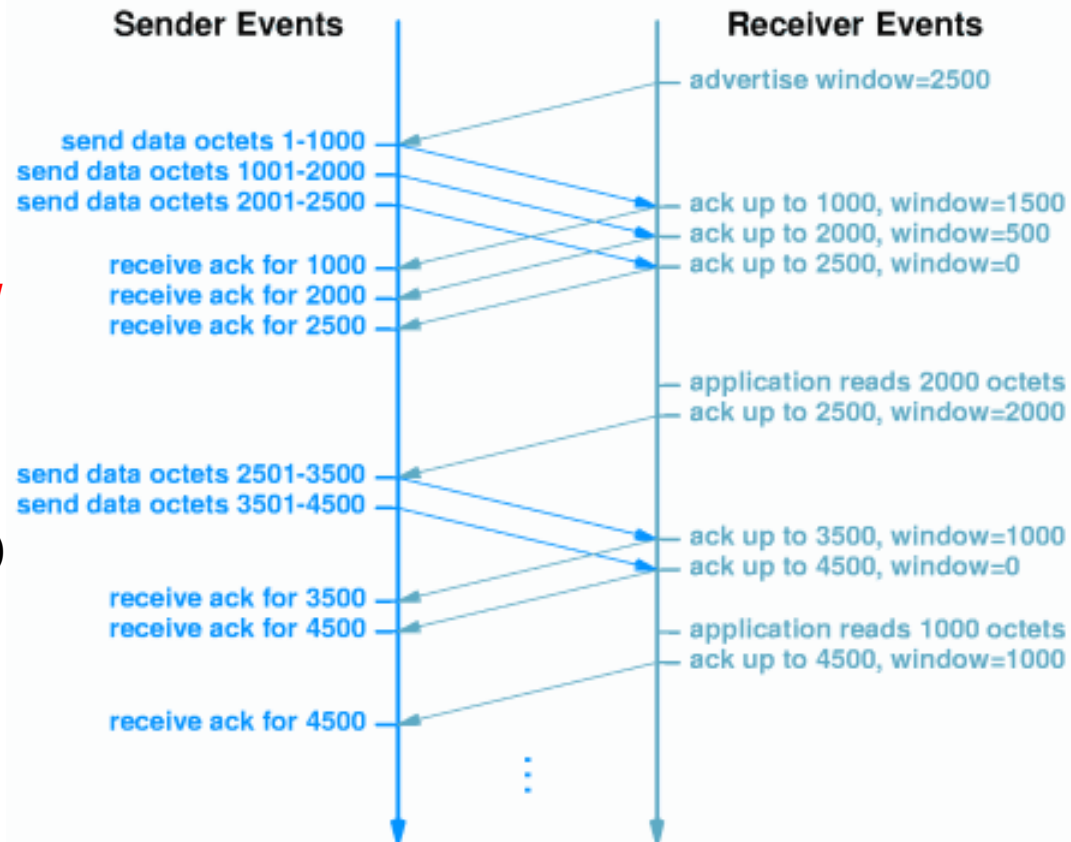 Sender Events
Receiver Events
advertise window=2500
send data octets 1-1000
send data octets 1001-2000
send data octets 2001-2500
ack up to 1000, window=1500
ack up to 2000, window=500
ack up to 2500, window=0
receive ack for 1000
receive ack for 2000
receive ack for 2500
application reads 2000 octets
ack up to 2500, window=2000
send data octets 2501-3500
send data octets 3501-4500
ack up to 3500, window=1000
ack up to 4500, window=0
)
receive ack for 3500
receive ack for 4500
application reads 1000 octets
ack up to 4500, window=1000
receive ack for 4500